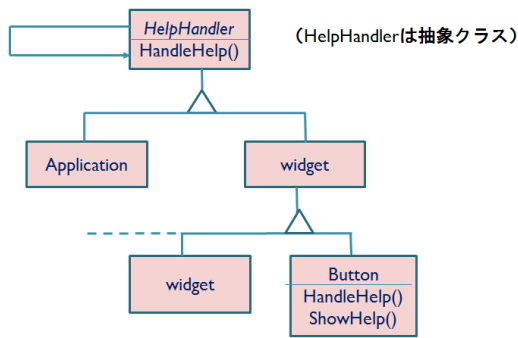 HelpHandler
HandleHelp()
（HelpHandlerは抽象クラス）
Application
widget
widget
Button
HandleHelp()
ShowHelp()